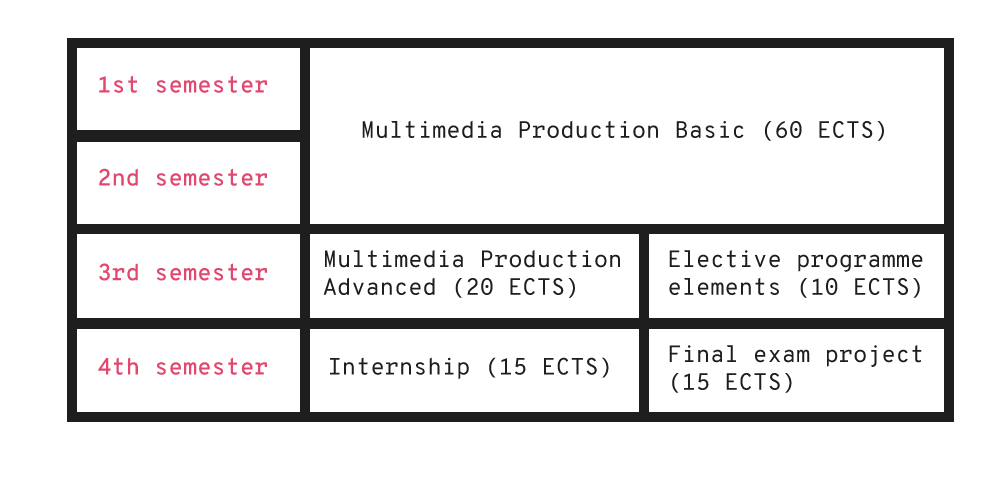 1st semester
Multimedia Production Basic (60 ECTS)
2nd semester
3rd semester
Multimedia Production
Advanced (20 ECTS)
Elective programme
elements (10 ECTS)
4th semester
Internship (15 ECTS)
Final exam project
(15 ECTS)